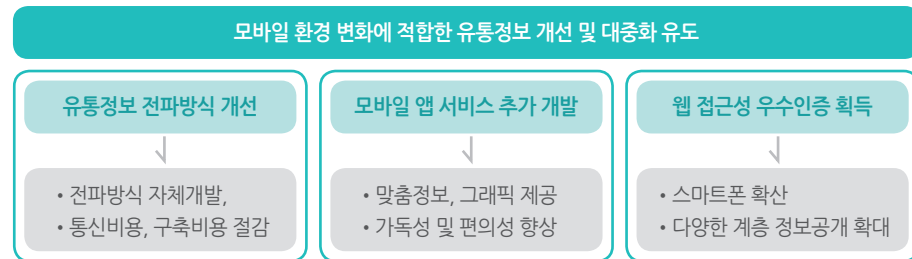 모바일 환경 변화에 적합한 유통정보 개선 및 대중화 유도
유통정보 전파방식 개선
• 전파방식 자체개발,
• 통신비용, 구축비용 절감
모바일 앱 서비스 추가 개발
• 맞춤정보, 그래픽 제공
• 가독성 및 편의성 향상
웹 접근성 우수인증 획득
• 스마트폰 확산
• 다양한 계층 정보공개 확대